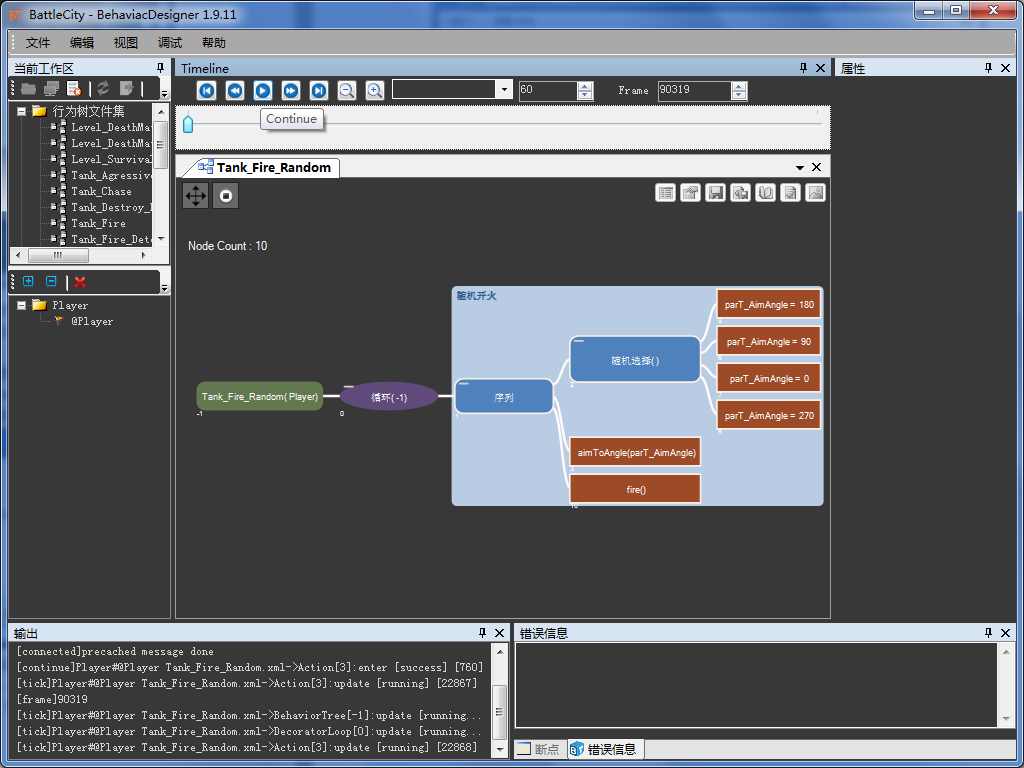 BattleCity - BehaviacDesigner 1.9.11
文件 编辑 视图 调试 帮助
当前工作区
行为树文件集
Level_DeathMa
Level_DeathMa
Level_Surviva
Tank_Agressiv
Tank_Chase
Tank_Destroy_
Tank_Fire
Tank_Fire_Det
Player
@Player
Timeline
60 Frame 90319
Continue
Tank_Fire_Random
Node Count : 10
随机开火
Tank_Fire_Random( Player)
-1
循环( -1)
0
序列
1
随机选择( )
2
parT_AimAngle = 180
parT_AimAngle = 90
parT_AimAngle = 0
parT_AimAngle = 270
aimToAngle(parT_AimAngle)
fire()
10
属性
输出
[connected]precached message done
[continue]Player#@Player Tank_Fire_Random.xml->Action[3]:enter [success] [760]
[tick]Player#@Player Tank_Fire_Random.xml->Action[3]:update [running] [22867]
[frame]90319
[tick]Player#@Player Tank_Fire_Random.xml->BehaviorTree[-1]:update [running...
[tick]Player#@Player Tank_Fire_Random.xml->DecoratorLoop[0]:update [running...
[tick]Player#@Player Tank_Fire_Random.xml->Action[3]:update [running] [22868]
错误信息
断点 错误信息